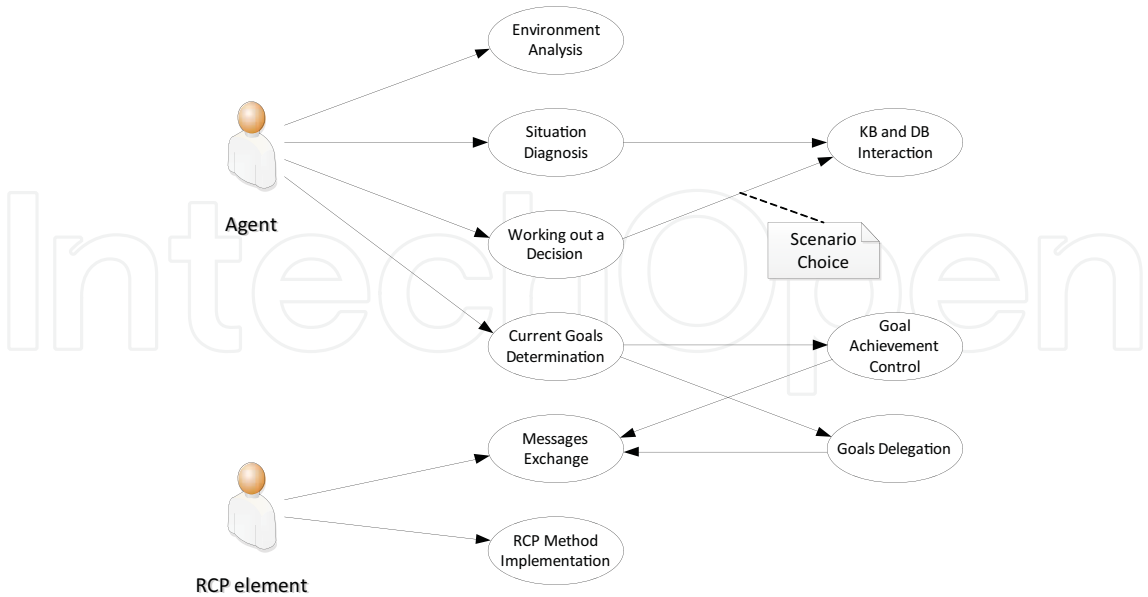 Environment
Analysis
Situation
Diagnosis
KB and DB
Interaction
Agent
Working out a
Decision
Scenario
Choice
Current Goals
Determination
Goal
Achievement
Control
Messages
Exchange
Goals Delegation
RCP Method
Implementation
RCP element
IntechOpen